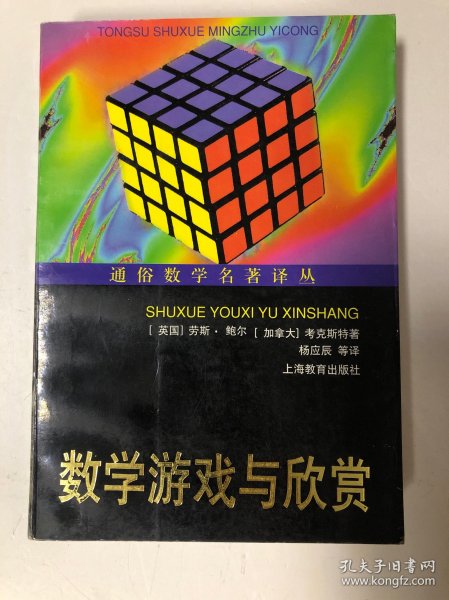 TONGSU SHUXUE MINGZHU YICONG
通俗数学名著译丛
SHUXUE YOUXI YU XINSHANG
[英国] 劳斯·鲍尔 [加拿大] 考克斯特著
杨应辰 等译
上海教育出版社
数学游戏与欣赏
孔夫子旧书网
www.kongfz.com